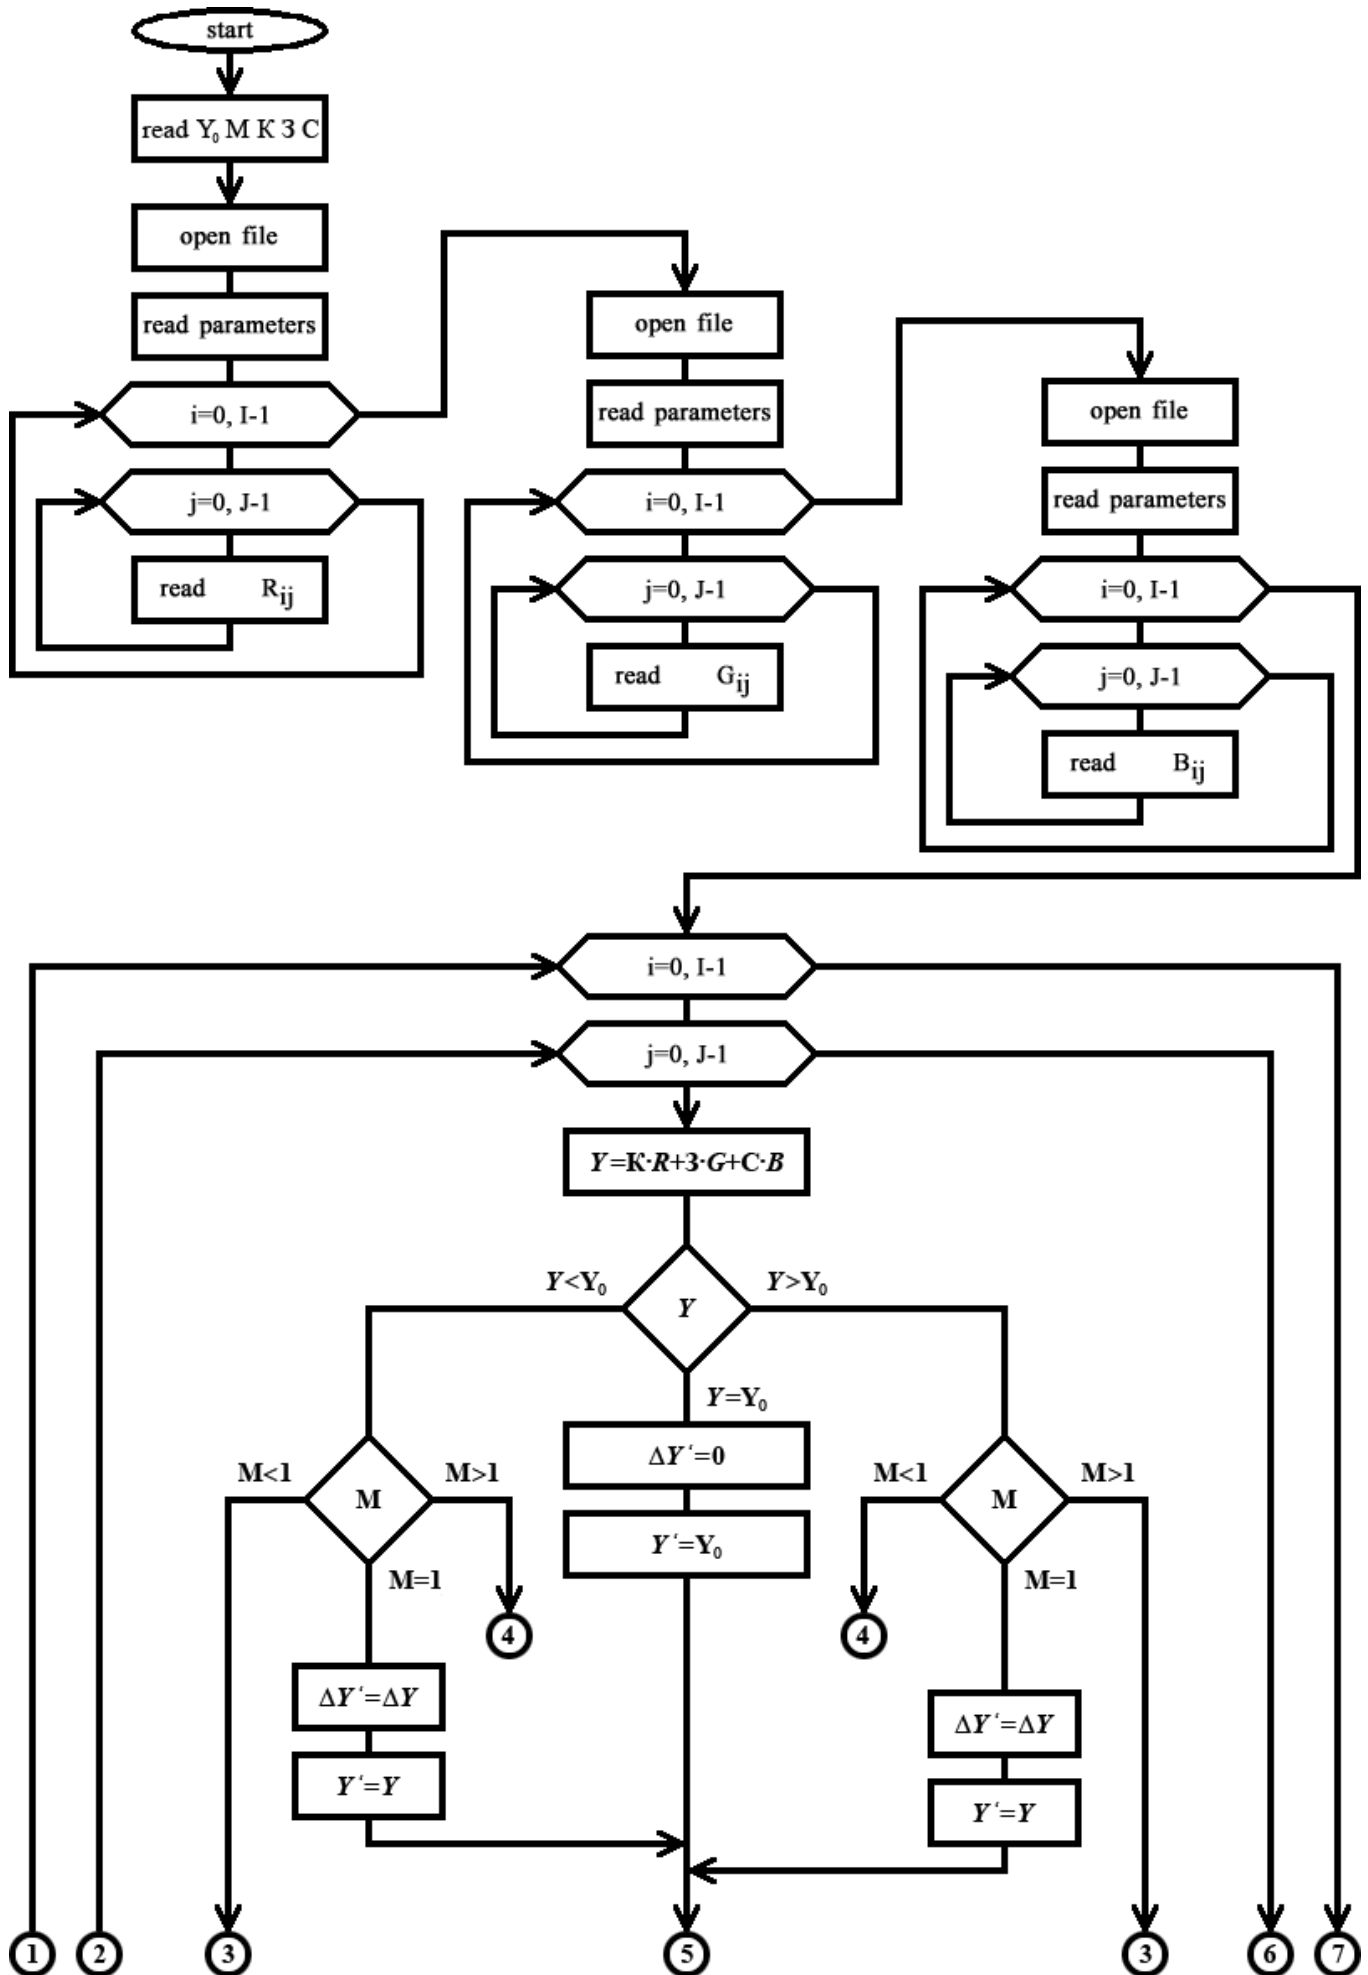 start
read Y₀ М К З С
open file
read parameters
i=0, I-1
j=0, J-1
read R_ij
open file
read parameters
i=0, I-1
j=0, J-1
read G_ij
open file
read parameters
i=0, I-1
j=0, J-1
read B_ij
i=0, I-1
j=0, J-1
Y=К·R+З·G+С·B
Y<Y₀
Y
Y>Y₀
Y=Y₀
ΔY‘=0
Y‘=Y₀
M<1
M
M>1
M=1
4
ΔY‘=ΔY
Y‘=Y
M<1
M
M>1
M=1
4
ΔY‘=ΔY
Y‘=Y
1
2
3
5
3
6
7